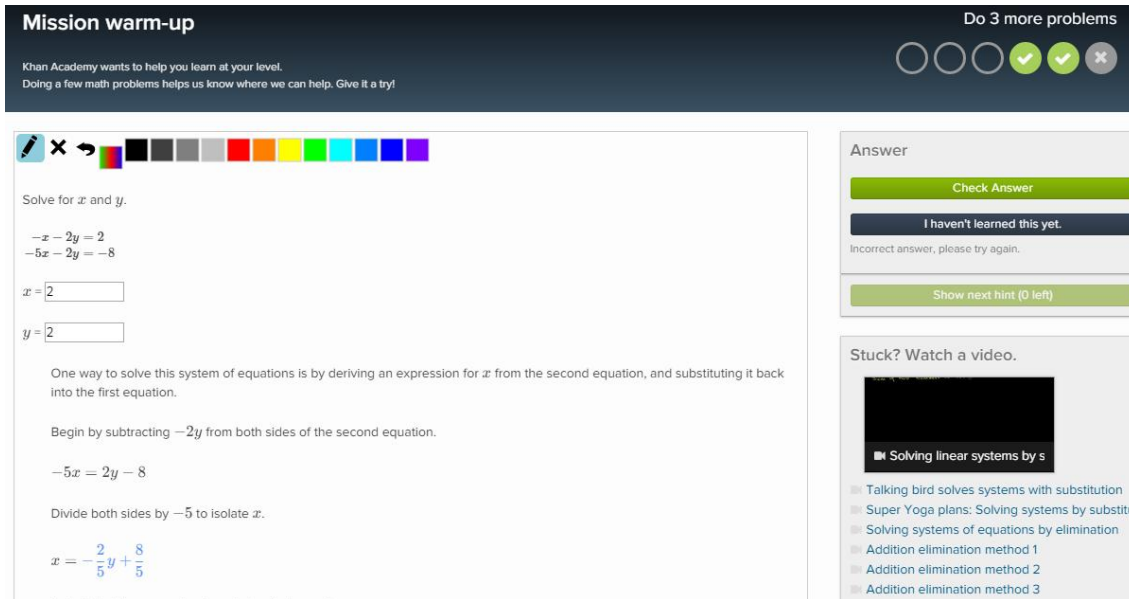 Mission warm-up
Do 3 more problems
Khan Academy wants to help you learn at your level.
Doing a few math problems helps us know where we can help. Give it a try!
Solve for x and y.
−x − 2y = 2
−5x − 2y = −8
x = 2
y = 2
One way to solve this system of equations is by deriving an expression for x from the second equation, and substituting it back
into the first equation.
Begin by subtracting −2y from both sides of the second equation.
−5x = 2y − 8
Divide both sides by −5 to isolate x.
x = −2/5y + 8/5
Answer
Check Answer
I haven't learned this yet.
Incorrect answer, please try again.
Show next hint (0 left)
Stuck? Watch a video.
Solving linear systems by s
Talking bird solves systems with substitution
Super Yoga plans: Solving systems by substit
Solving systems of equations by elimination
Addition elimination method 1
Addition elimination method 2
Addition elimination method 3